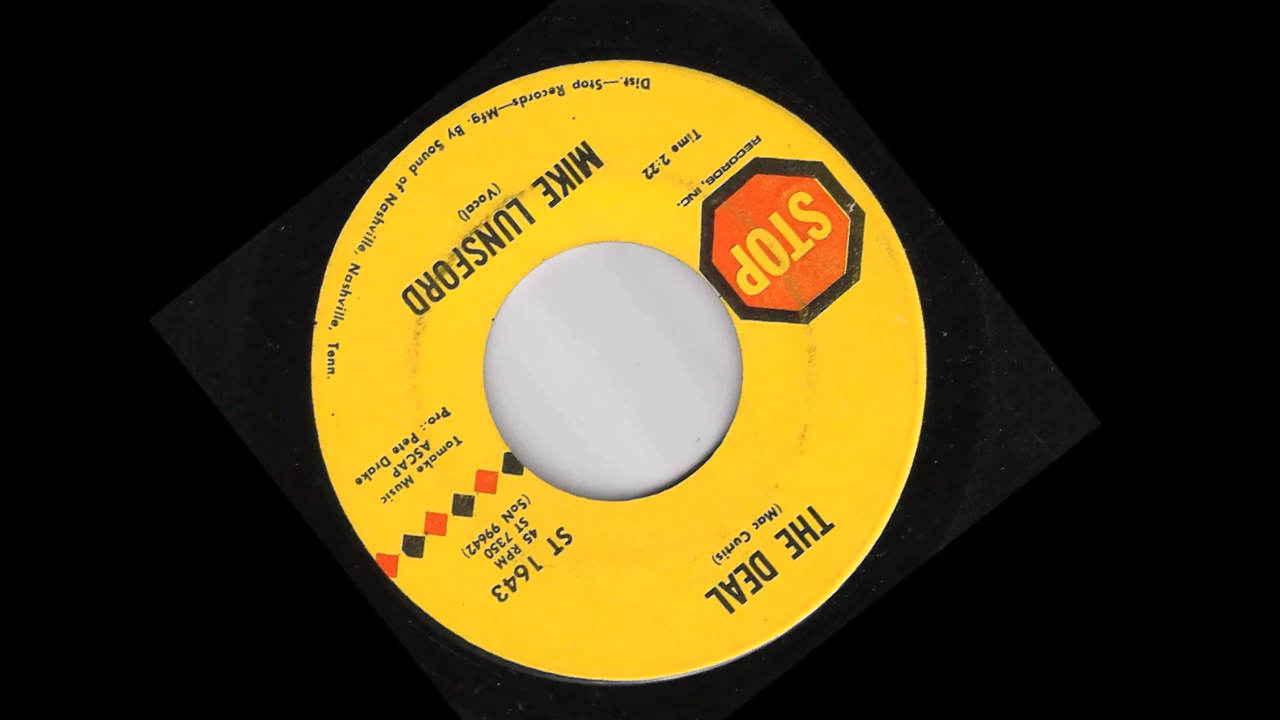 THE DEAL
(Mac Curtis)
STOP
RECORDS, INC.
Time 2:22
ST 1643
45 RPM
ST 7350
(SoN 99642)
Tomake Music
ASCAP
Pro.: Pete Drake
MIKE LUNSFORD
(Vocal)
Dist.—Stop Records—Mfg. By Sound of Nashville, Nashville, Tenn.